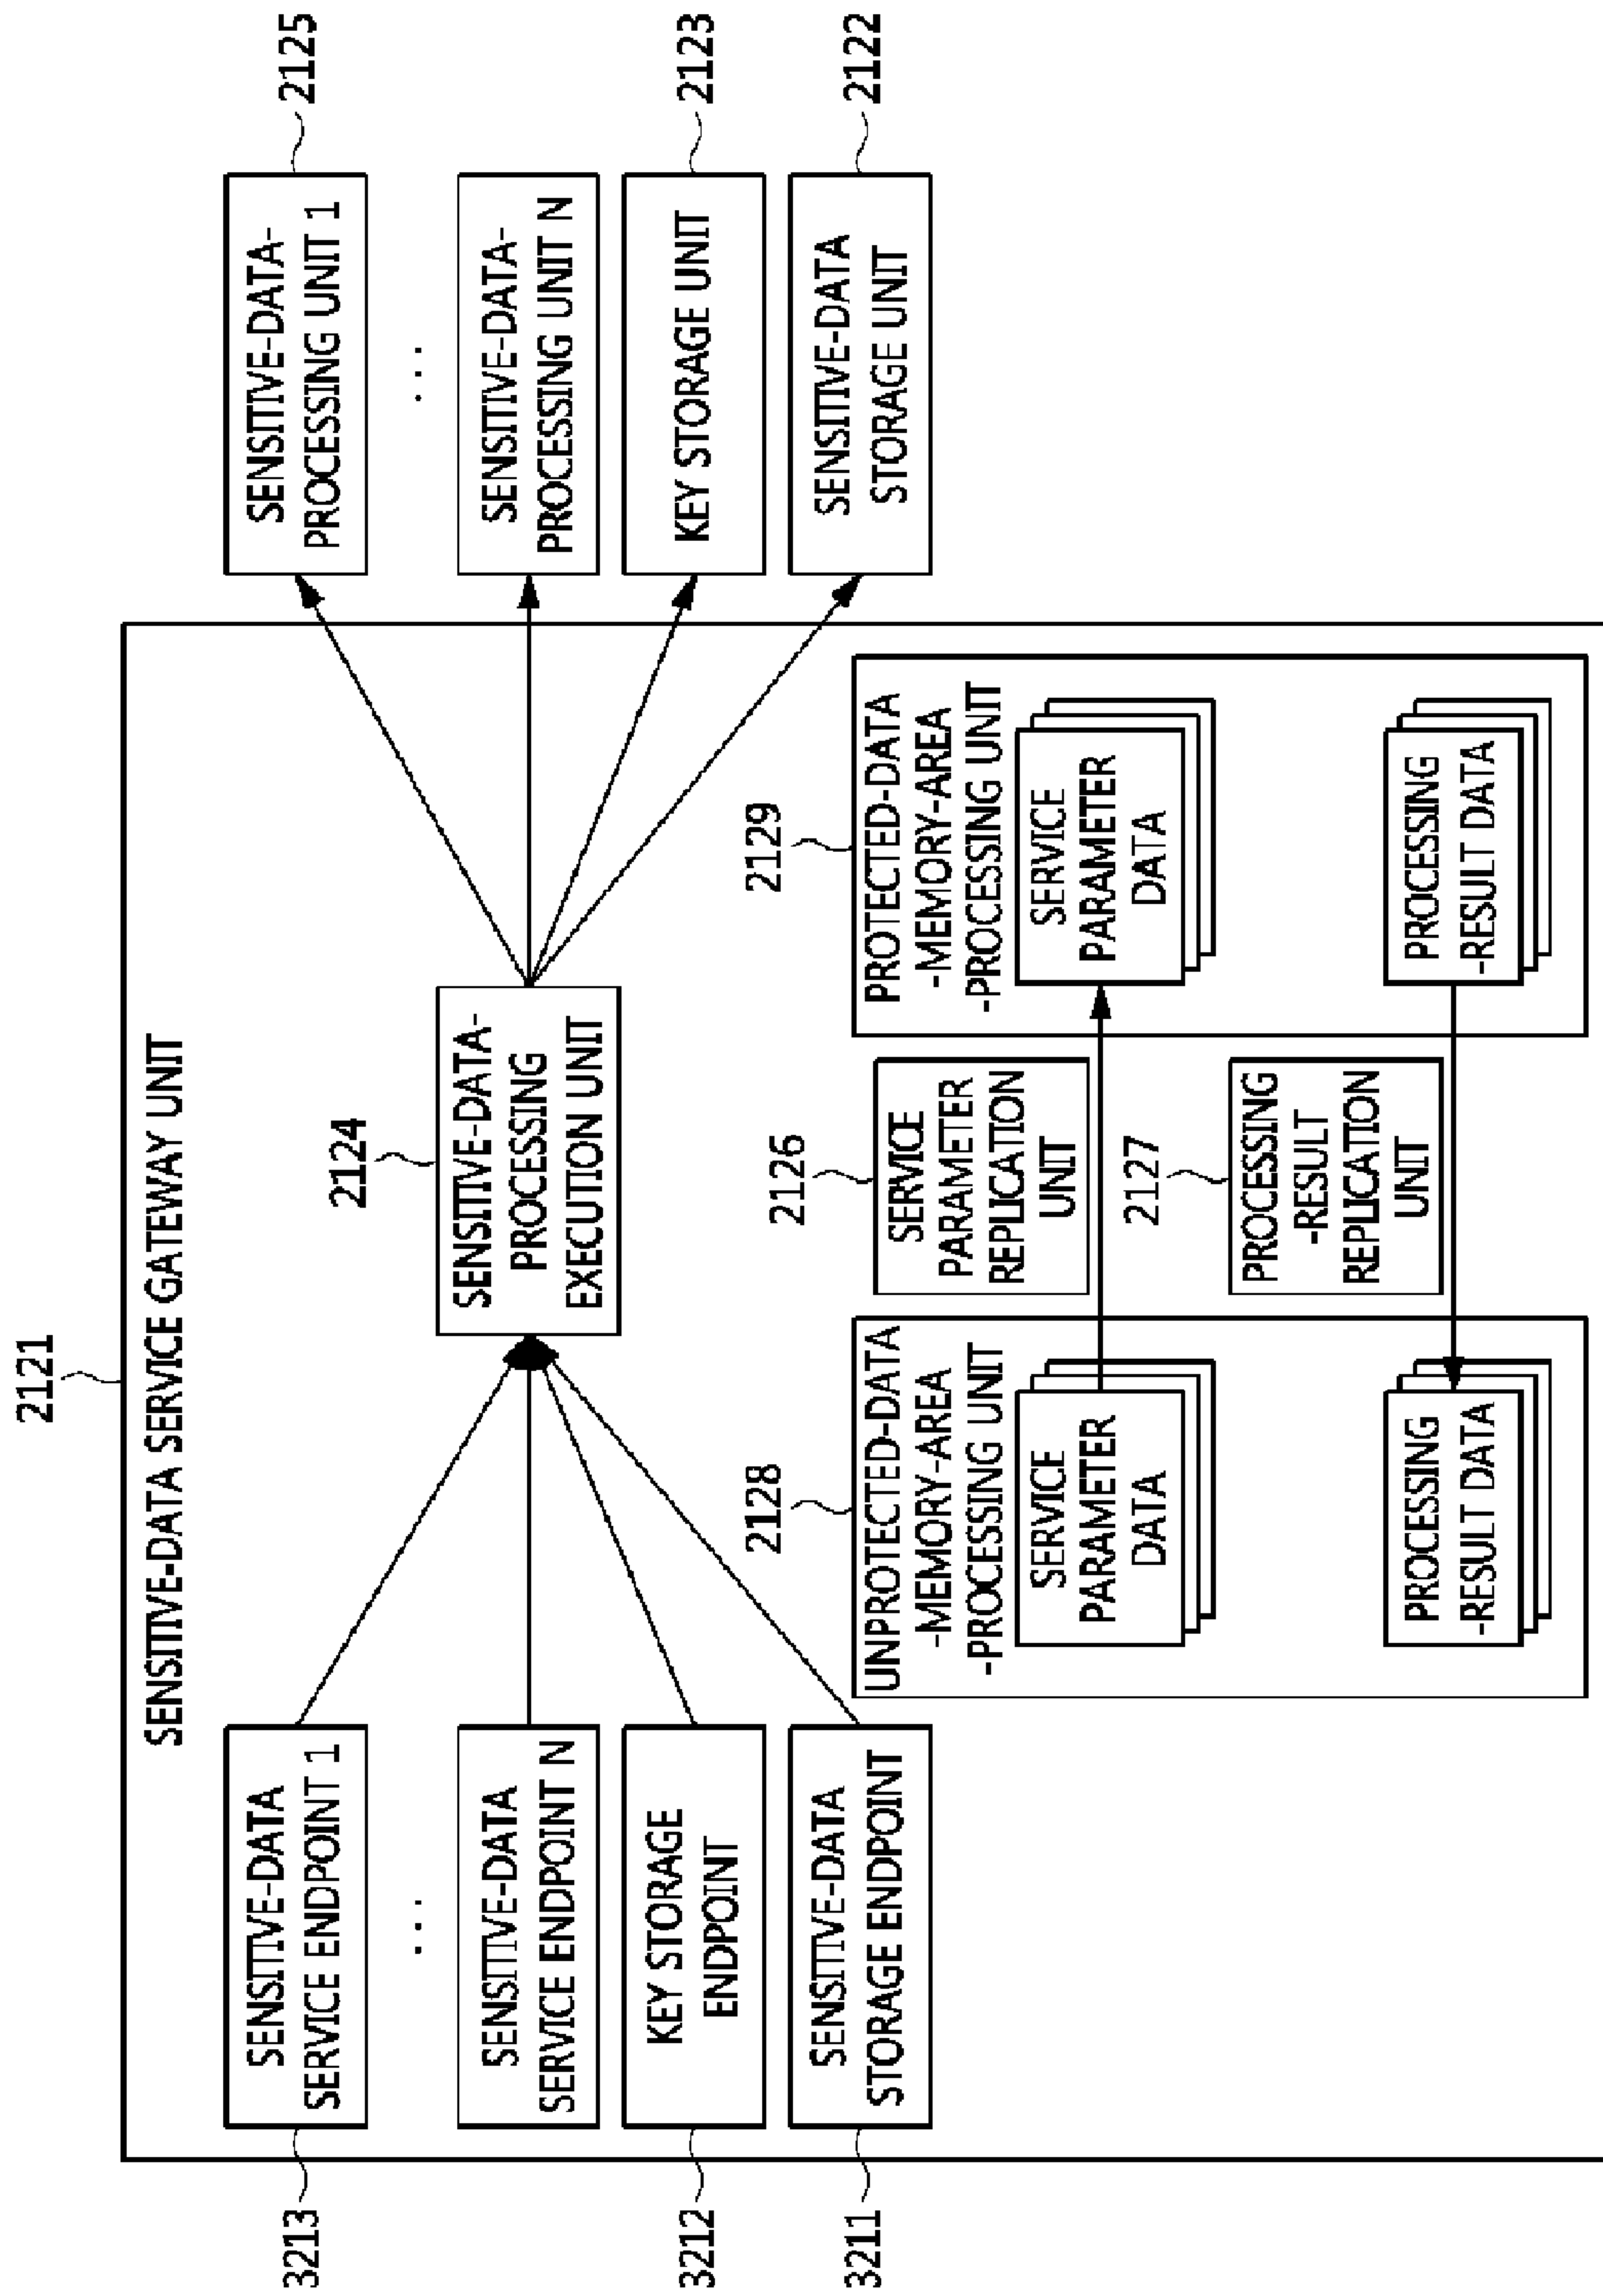 2121
SENSITIVE-DATA SERVICE GATEWAY UNIT
3213
SENSITIVE-DATA
SERVICE ENDPOINT 1
...
SENSITIVE-DATA
SERVICE ENDPOINT N
3212
KEY STORAGE
ENDPOINT
3211
SENSITIVE-DATA
STORAGE ENDPOINT
2124
SENSITIVE-DATA-
PROCESSING
EXECUTION UNIT
2125
SENSITIVE-DATA-
PROCESSING UNIT 1
...
SENSITIVE-DATA-
PROCESSING UNIT N
2123
KEY STORAGE UNIT
2122
SENSITIVE-DATA
STORAGE UNIT
2128
UNPROTECTED-DATA
-MEMORY-AREA
-PROCESSING UNIT
SERVICE
PARAMETER
DATA
PROCESSING
-RESULT DATA
2126
SERVICE
PARAMETER
REPLICATION
UNIT
2127
PROCESSING
-RESULT
REPLICATION
UNIT
2129
PROTECTED-DATA
-MEMORY-AREA
-PROCESSING UNIT
SERVICE
PARAMETER
DATA
PROCESSING
-RESULT DATA